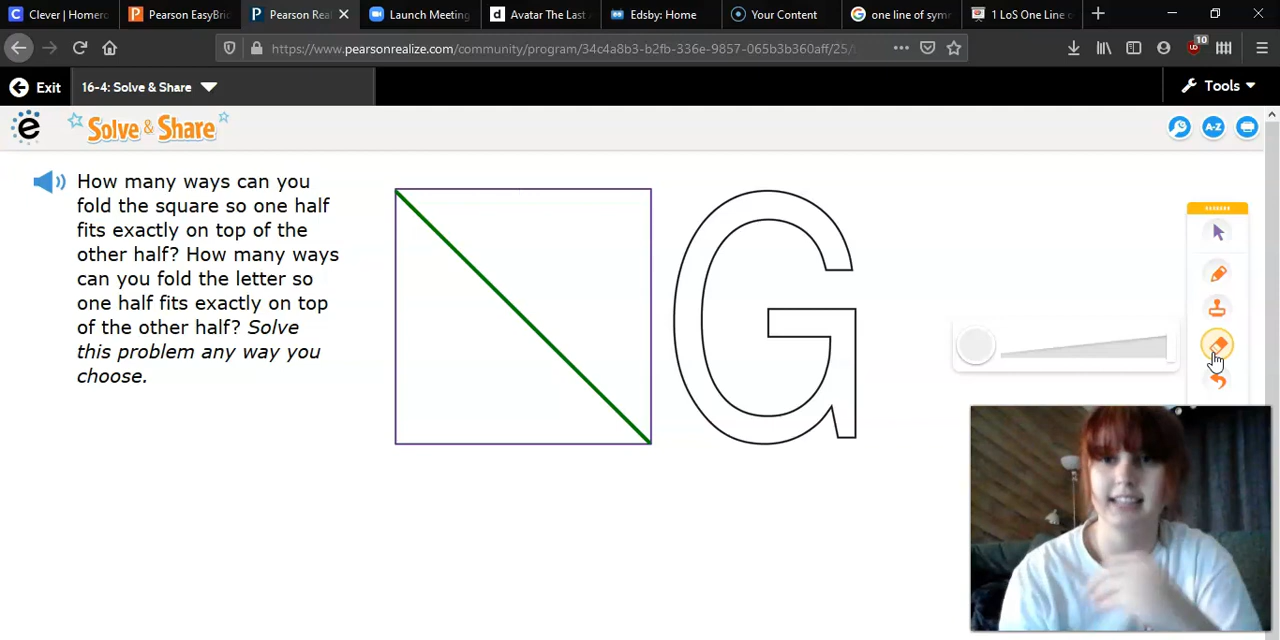 Clever | Homero
Pearson EasyBri
Pearson Rea
Launch Meeting
Avatar The Last
Edsby: Home
Your Content
one line of sym
1 LoS One Line o
https://www.pearsonrealize.com/community/program/34c4a8b3-b2fb-336e-9857-065b3b360aff/25/
10
Exit
16-4: Solve & Share
Tools
e
Solve & Share
A-Z
How many ways can you
fold the square so one half
fits exactly on top of the
other half? How many ways
can you fold the letter so
one half fits exactly on top
of the other half? Solve
this problem any way you
choose.
G